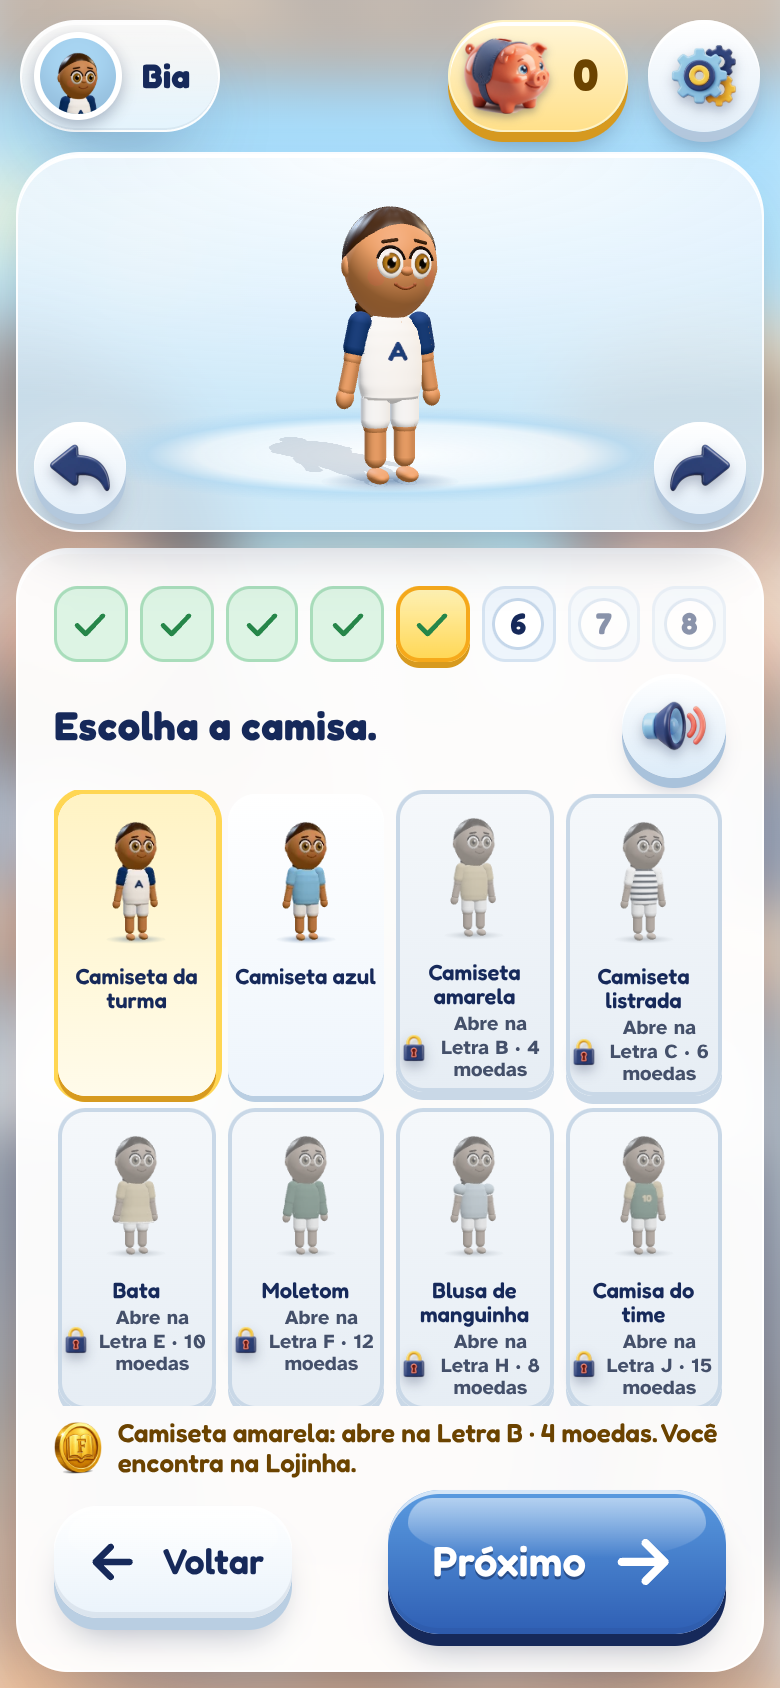 Bia
0
A
6
7
8
Escolha a camisa.
A
Camiseta da
turma
Camiseta azul
Camiseta
amarela
Abre na
Letra B · 4
moedas
Camiseta
listrada
Abre na
Letra C · 6
moedas
Bata
Abre na
Letra E · 10
moedas
Moletom
Abre na
Letra F · 12
moedas
Blusa de
manguinha
Abre na
Letra H · 8
moedas
10
Camisa do
time
Abre na
Letra J · 15
moedas
F
Camiseta amarela: abre na Letra B · 4 moedas. Você
encontra na Lojinha.
Voltar
Próximo